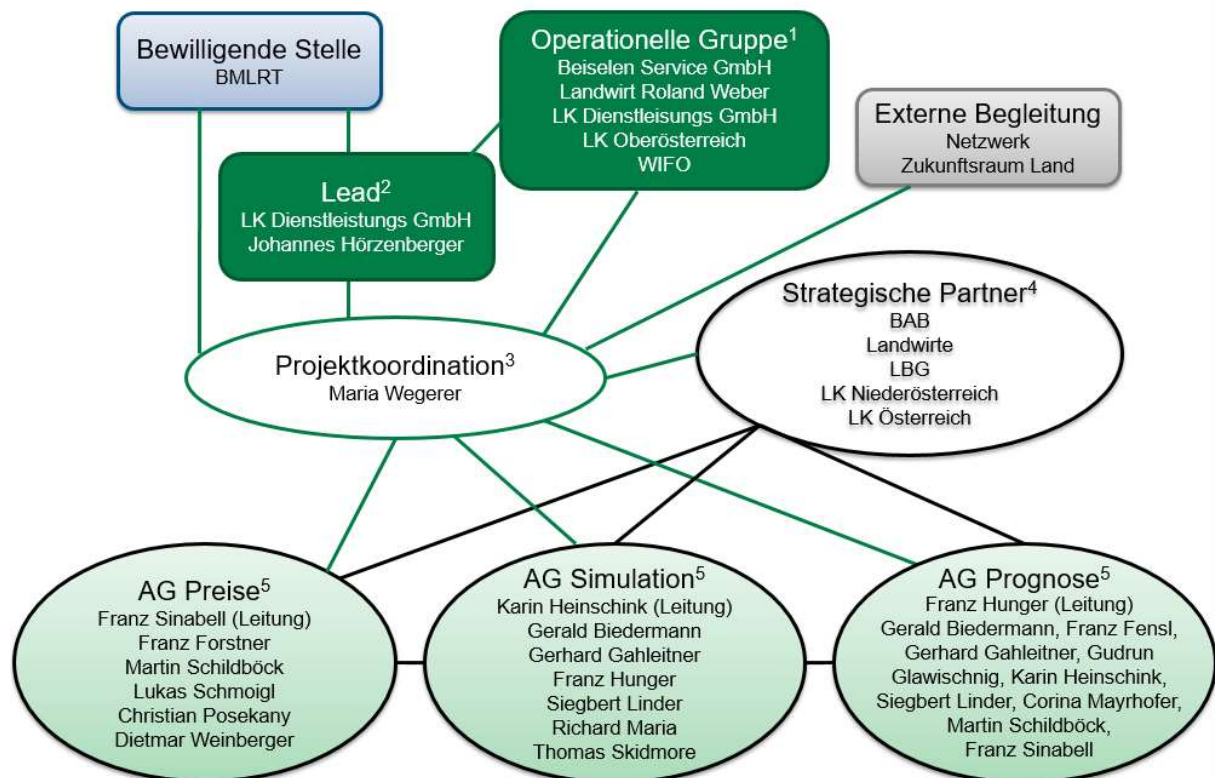 Bewilligende Stelle
BMLRT
Operationelle Gruppe¹
Beiselen Service GmbH
Landwirt Roland Weber
LK Dienstleisungs GmbH
LK Oberösterreich
WIFO
Externe Begleitung
Netzwerk
Zukunftsraum Land
Lead²
LK Dienstleistungs GmbH
Johannes Hörzenberger
Strategische Partner⁴
BAB
Landwirte
LBG
LK Niederösterreich
LK Österreich
Projektkoordination³
Maria Wegerer
AG Preise⁵
Franz Sinabell (Leitung)
Franz Forstner
Martin Schildböck
Lukas Schmoigl
Christian Posekany
Dietmar Weinberger
AG Simulation⁵
Karin Heinschink (Leitung)
Gerald Biedermann
Gerhard Gahleitner
Franz Hunger
Siegbert Linder
Richard Maria
Thomas Skidmore
AG Prognose⁵
Franz Hunger (Leitung)
Gerald Biedermann, Franz Fensl,
Gerhard Gahleitner, Gudrun
Glawischnig, Karin Heinschink,
Siegbert Linder, Corina Mayrhofer,
Martin Schildböck,
Franz Sinabell